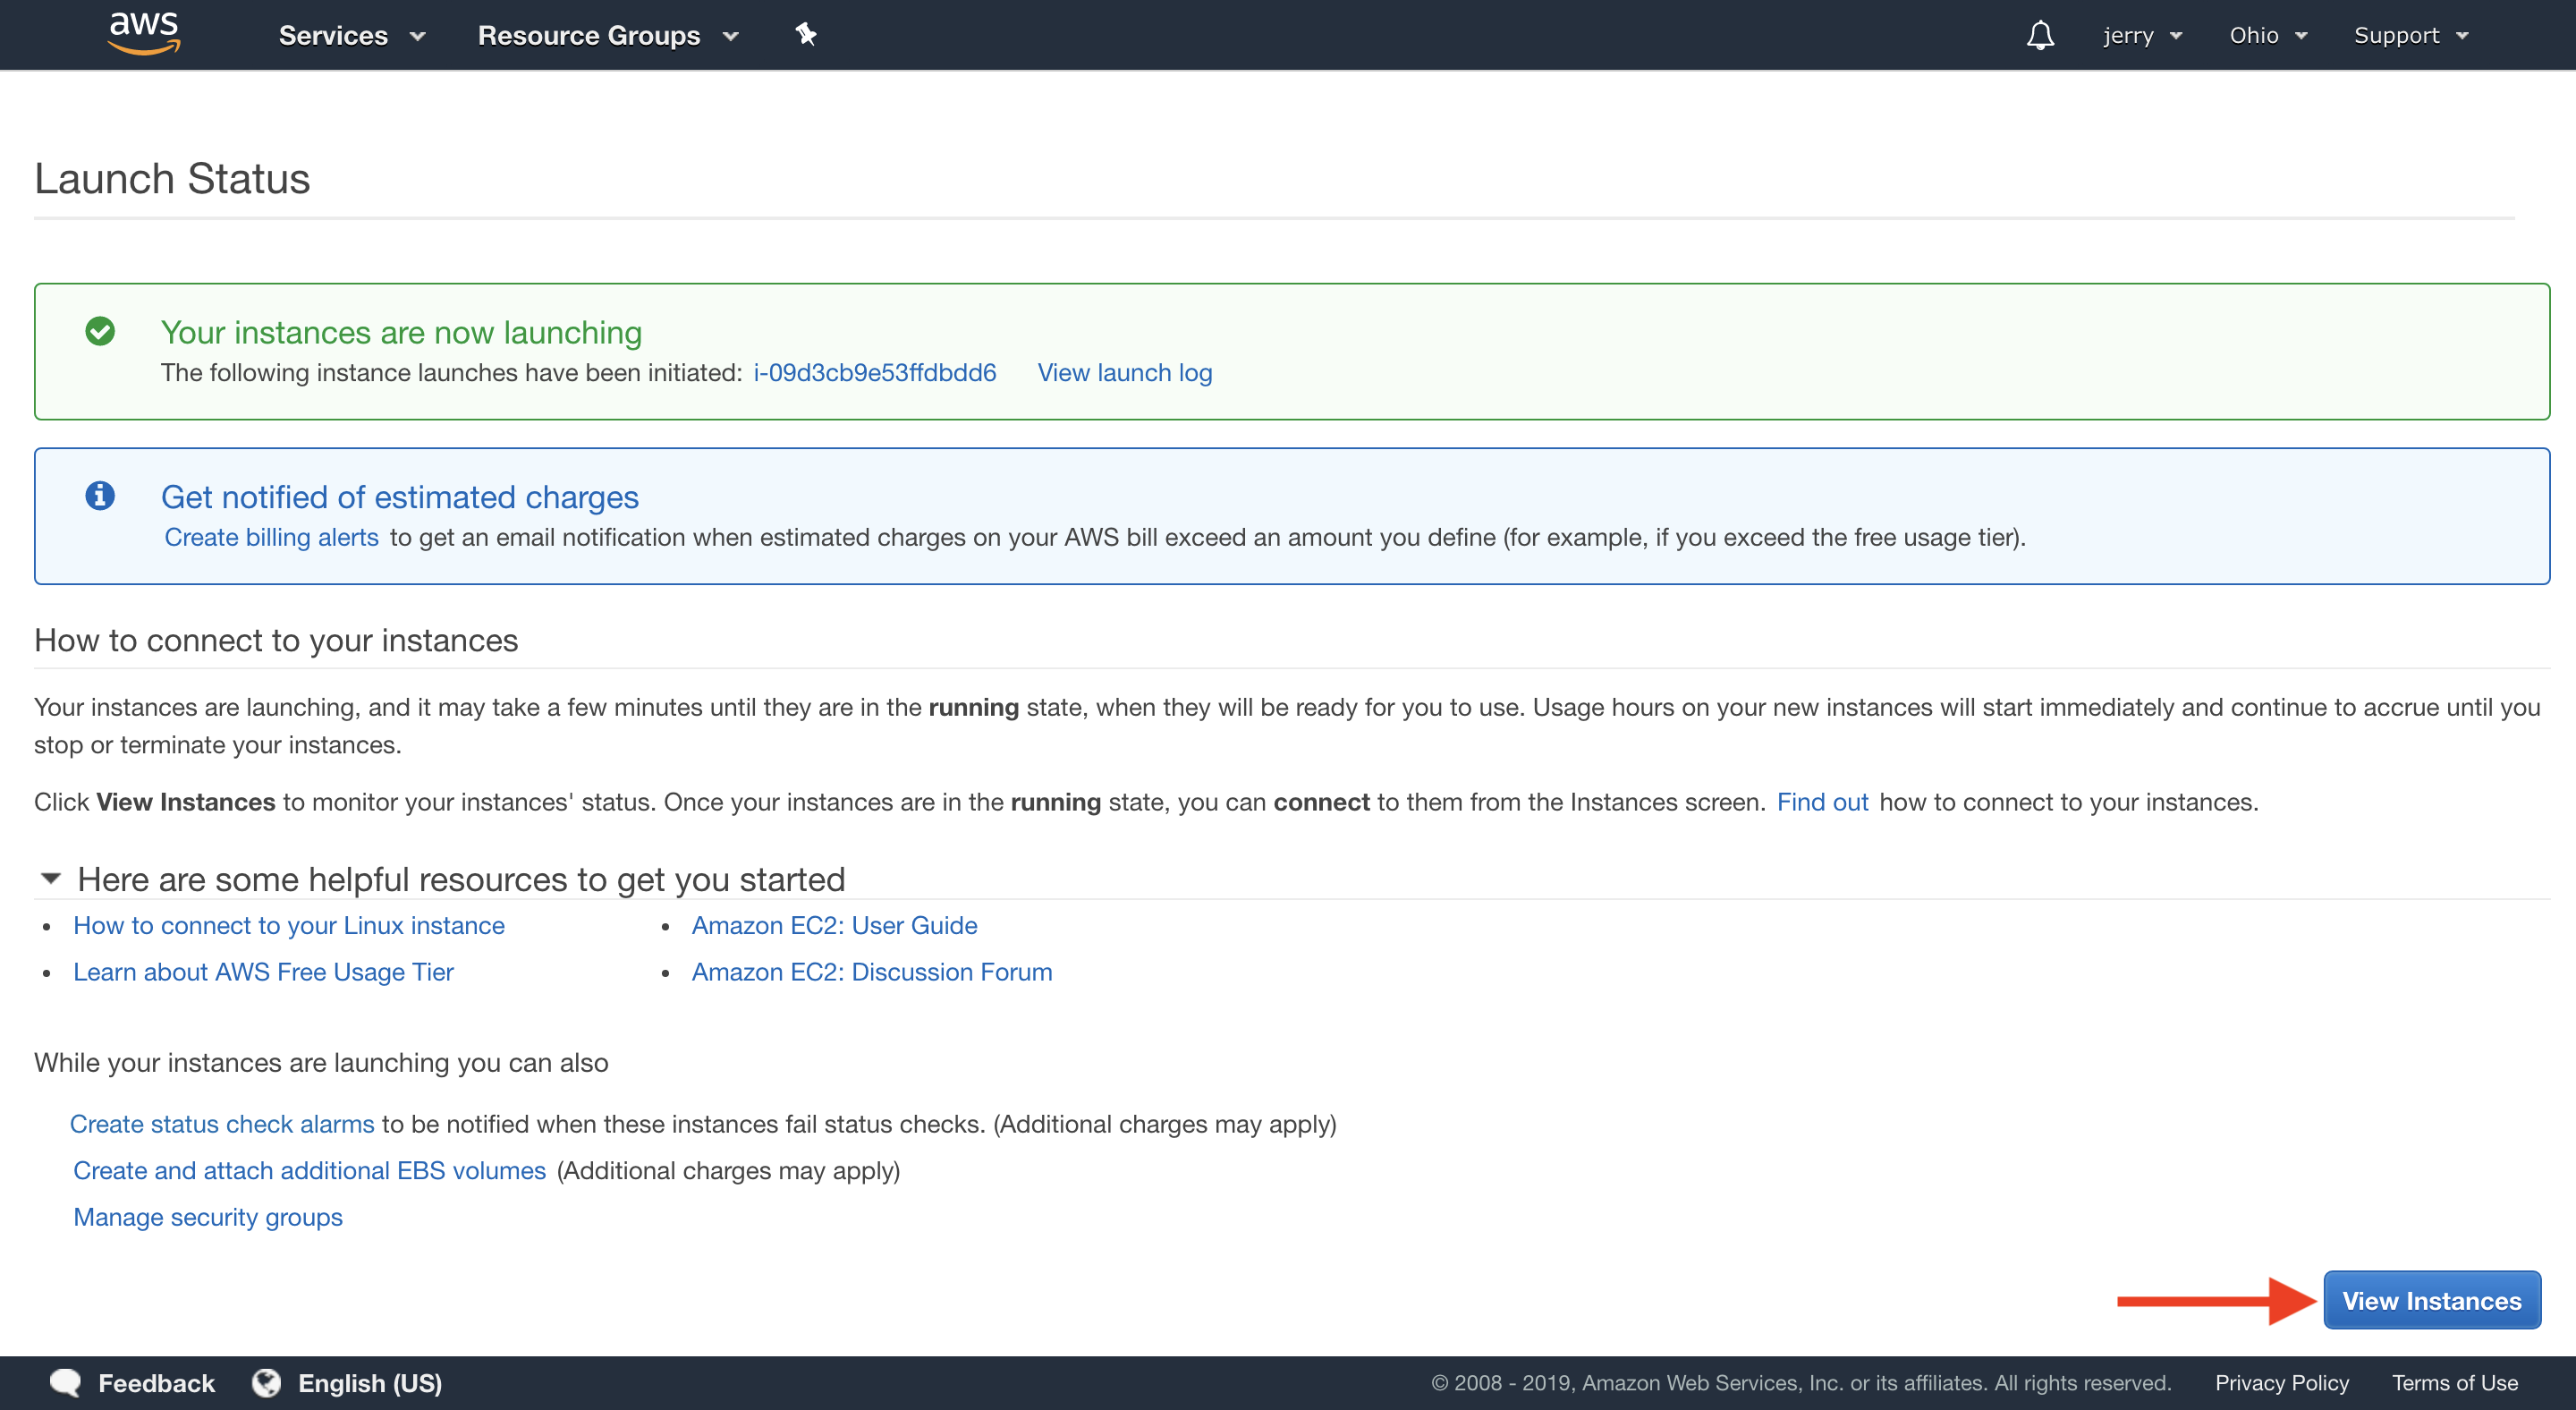 aws Services Resource Groups jerry Ohio Support
Launch Status
Your instances are now launching
The following instance launches have been initiated: i-09d3cb9e53ffdbdd6 View launch log
Get notified of estimated charges
Create billing alerts to get an email notification when estimated charges on your AWS bill exceed an amount you define (for example, if you exceed the free usage tier).
How to connect to your instances
Your instances are launching, and it may take a few minutes until they are in the running state, when they will be ready for you to use. Usage hours on your new instances will start immediately and continue to accrue until you
stop or terminate your instances.
Click View Instances to monitor your instances' status. Once your instances are in the running state, you can connect to them from the Instances screen. Find out how to connect to your instances.
Here are some helpful resources to get you started
• How to connect to your Linux instance
• Amazon EC2: User Guide
• Learn about AWS Free Usage Tier
• Amazon EC2: Discussion Forum
While your instances are launching you can also
Create status check alarms to be notified when these instances fail status checks. (Additional charges may apply)
Create and attach additional EBS volumes (Additional charges may apply)
Manage security groups
View Instances
Feedback English (US) © 2008 - 2019, Amazon Web Services, Inc. or its affiliates. All rights reserved. Privacy Policy Terms of Use